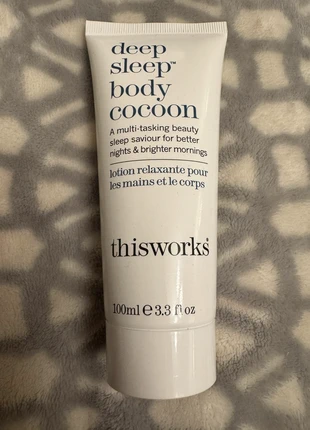 deep
sleep™
body
cocoon
A multi-tasking beauty
sleep saviour for better
nights & brighter mornings
lotion relaxante pour
les mains et le corps
thisworks®
100ml ℮ 3.3 fl oz